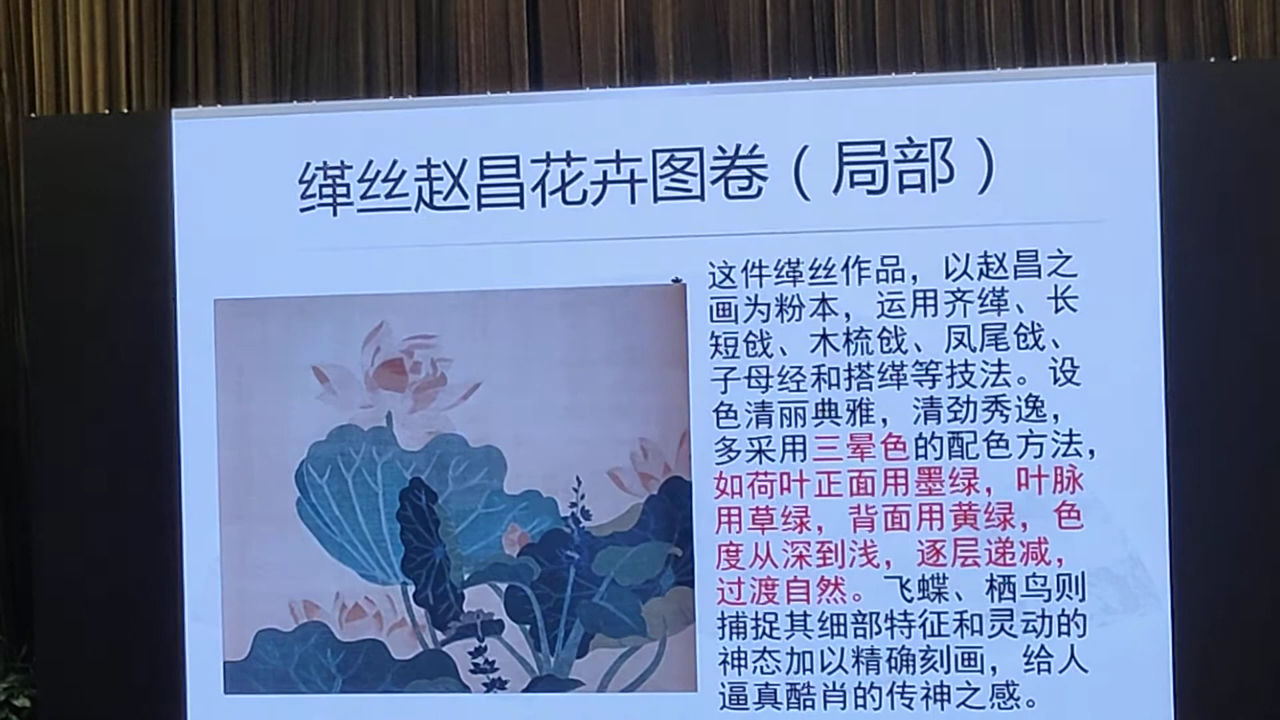 缂丝赵昌花卉图卷（局部）
这件缂丝作品，以赵昌之
画为粉本，运用齐缂、长
短戗、木梳戗、凤尾戗、
子母经和搭缂等技法。设
色清丽典雅，清劲秀逸，
多采用三晕色的配色方法，
如荷叶正面用墨绿，叶脉
用草绿，背面用黄绿，色
度从深到浅，逐层递减，
过渡自然。飞蝶、栖鸟则
捕捉其细部特征和灵动的
神态加以精确刻画，给人
逼真酷肖的传神之感。